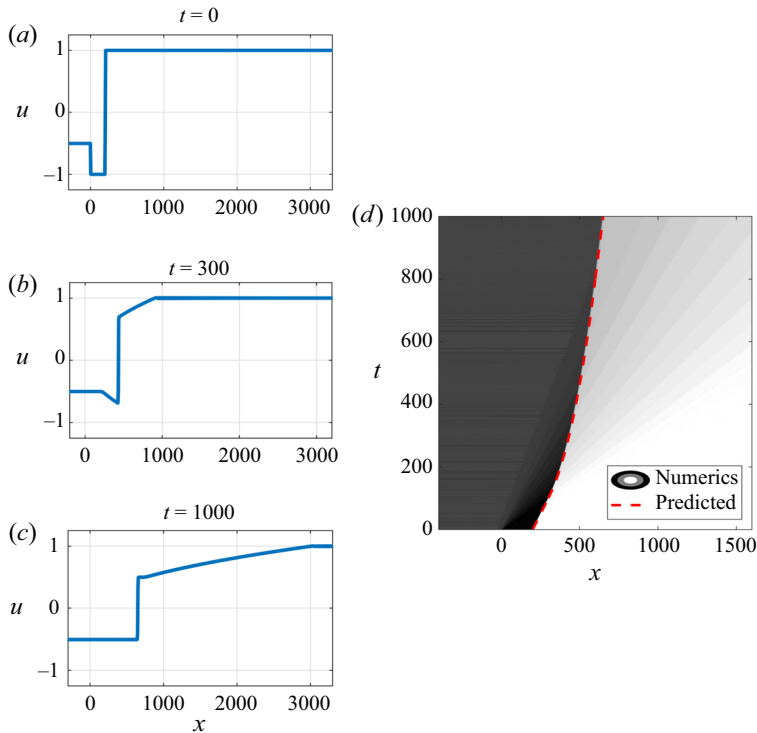 t = 0
(a)
1
u 0
−1
0 1000 2000 3000
t = 300
(b)
1
u 0
−1
0 1000 2000 3000
t = 1000
(c)
1
u 0
−1
0 1000 2000 3000
x
(d)
1000
800
600
t
400
200
0
Numerics
Predicted
0 500 1000 1500
x